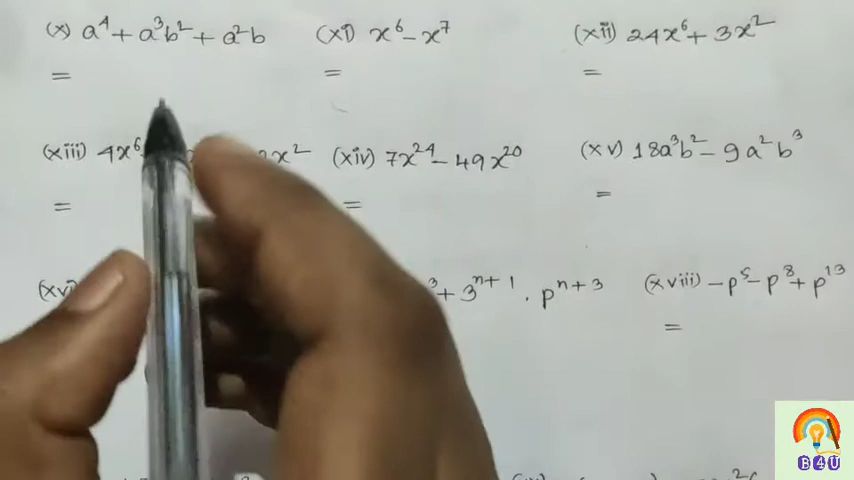 (x) a⁴ + a³b² + a²b (xi) x⁶ - x⁷ (xii) 24x⁶ + 3x²
= = =
(xiii) 4x⁶ 2x² (xiv) 7x²⁴ - 49x²⁰ (xv) 18a³b² - 9a²b³
= = =
(xvi) ³ + 3ⁿ⁺¹ . pⁿ⁺³ (xviii) -p⁵ - p⁸ + p¹³
=
B4U